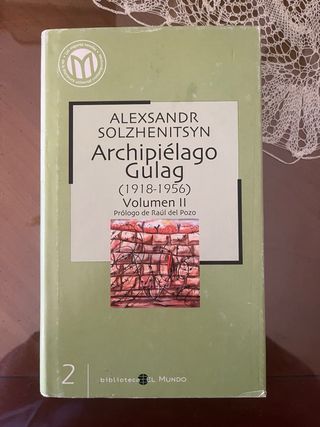 ALEXSANDR
SOLZHENITSYN
Archipiélago
Gulag
(1918-1956)
Volumen II
Prólogo de Raúl del Pozo
2
biblioteca EL MUNDO